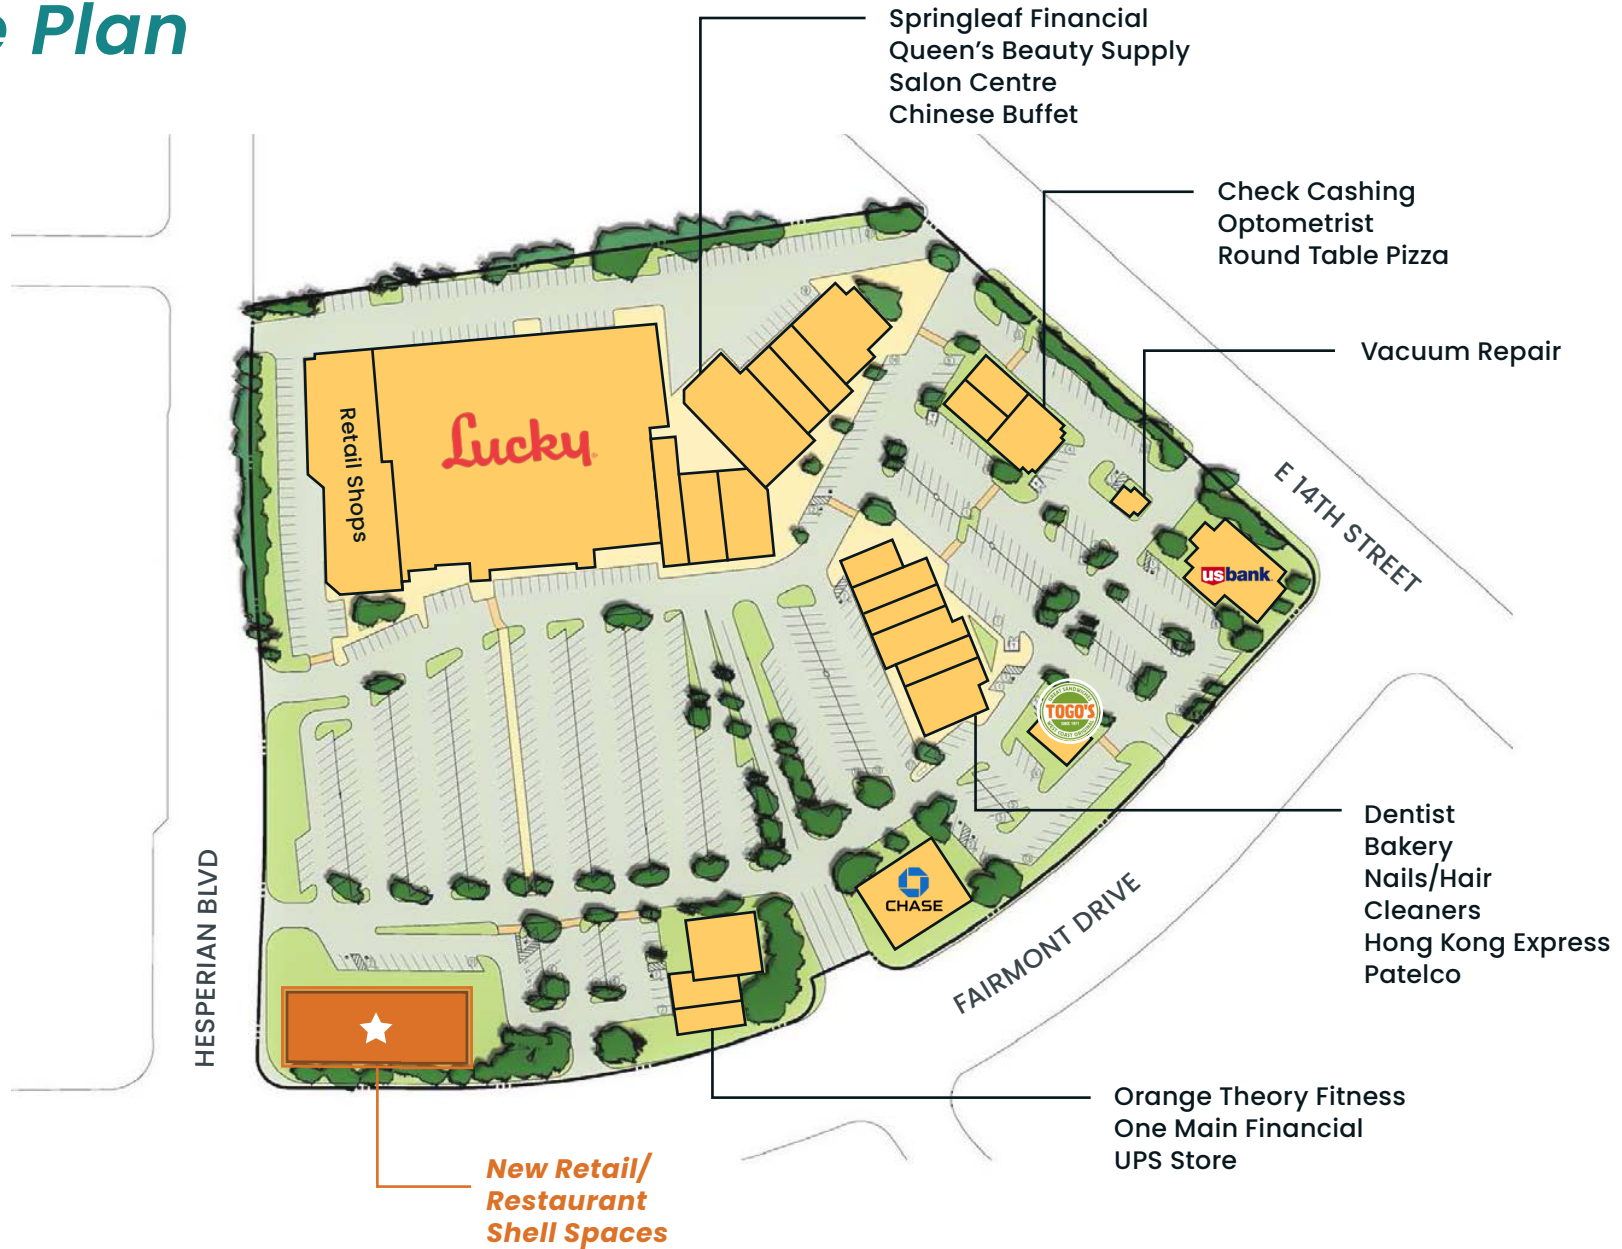 e Plan
Springleaf Financial
Queen's Beauty Supply
Salon Centre
Chinese Buffet
Check Cashing
Optometrist
Round Table Pizza
Vacuum Repair
Retail Shops
Lucky
E 14TH STREET
usbank
TOGO'S
CHASE
Dentist
Bakery
Nails/Hair
Cleaners
Hong Kong Express
Patelco
HESPERIAN BLVD
FAIRMONT DRIVE
Orange Theory Fitness
One Main Financial
UPS Store
New Retail/
Restaurant
Shell Spaces